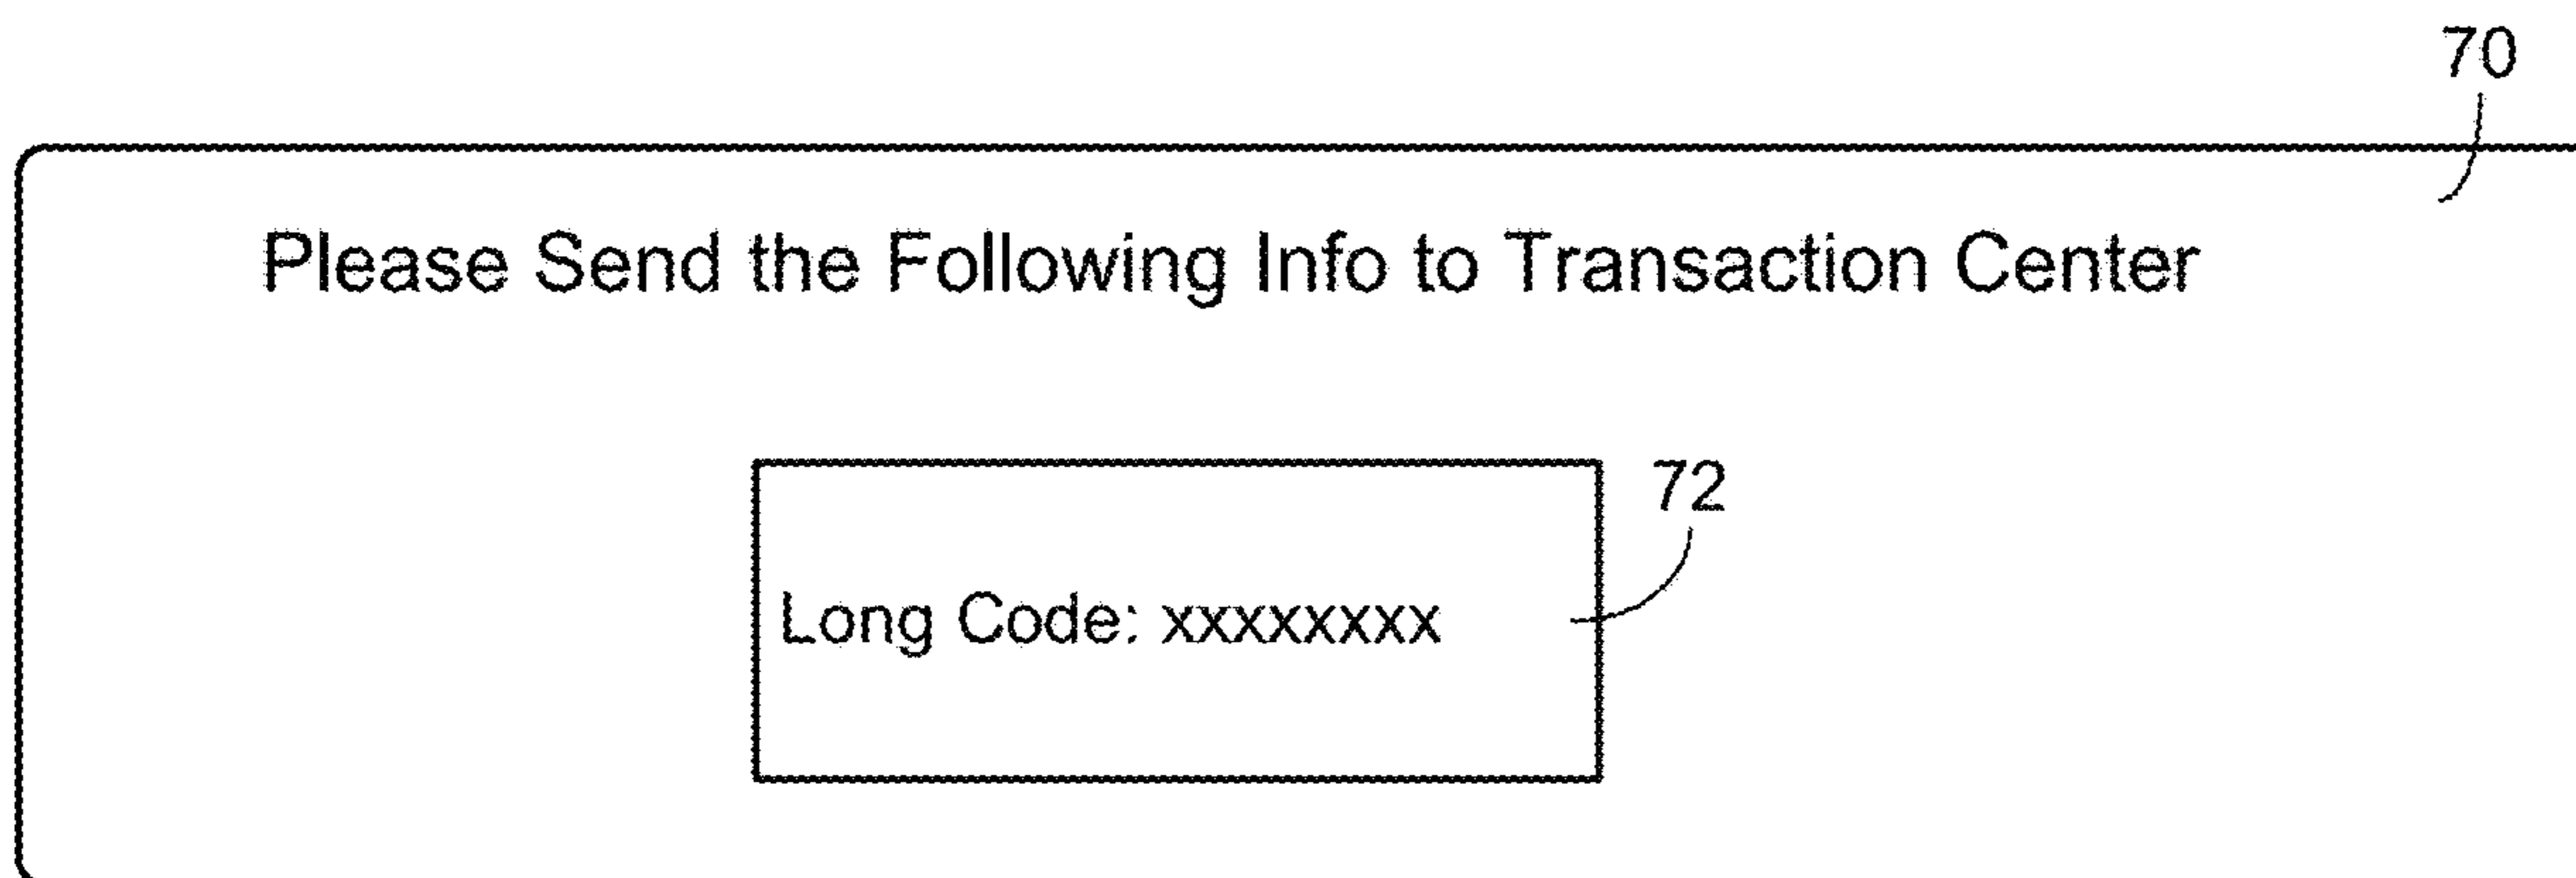 70
Please Send the Following Info to Transaction Center
72
Long Code: xxxxxxxx